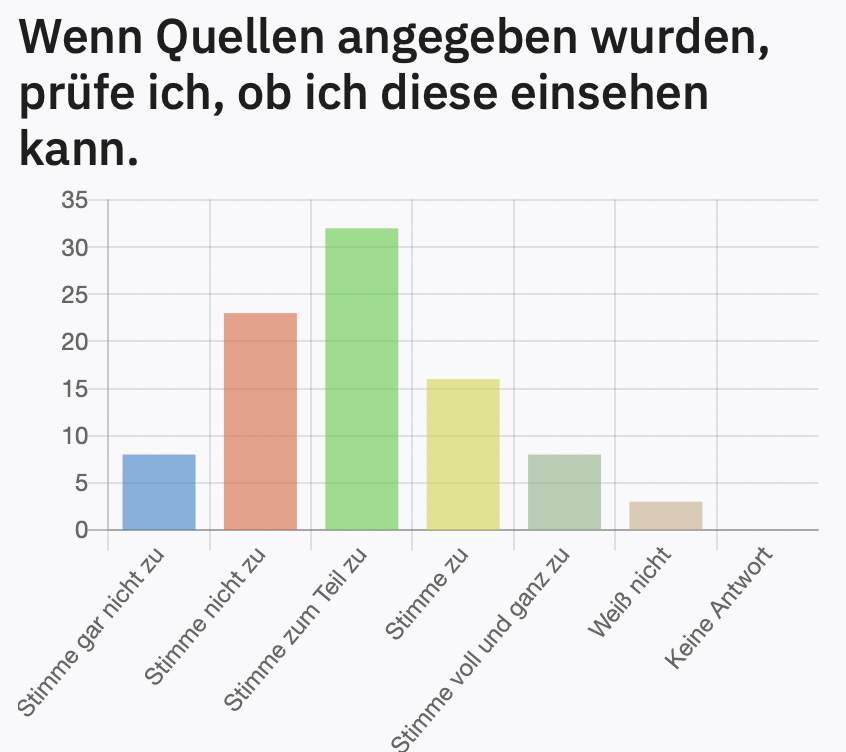 Wenn Quellen angegeben wurden,
prüfe ich, ob ich diese einsehen
kann.
35
30
25
20
15
10
5
0
Stimme gar nicht zu
Stimme nicht zu
Stimme zum Teil zu
Stimme zu
Stimme voll und ganz zu
Weiß nicht
Keine Antwort